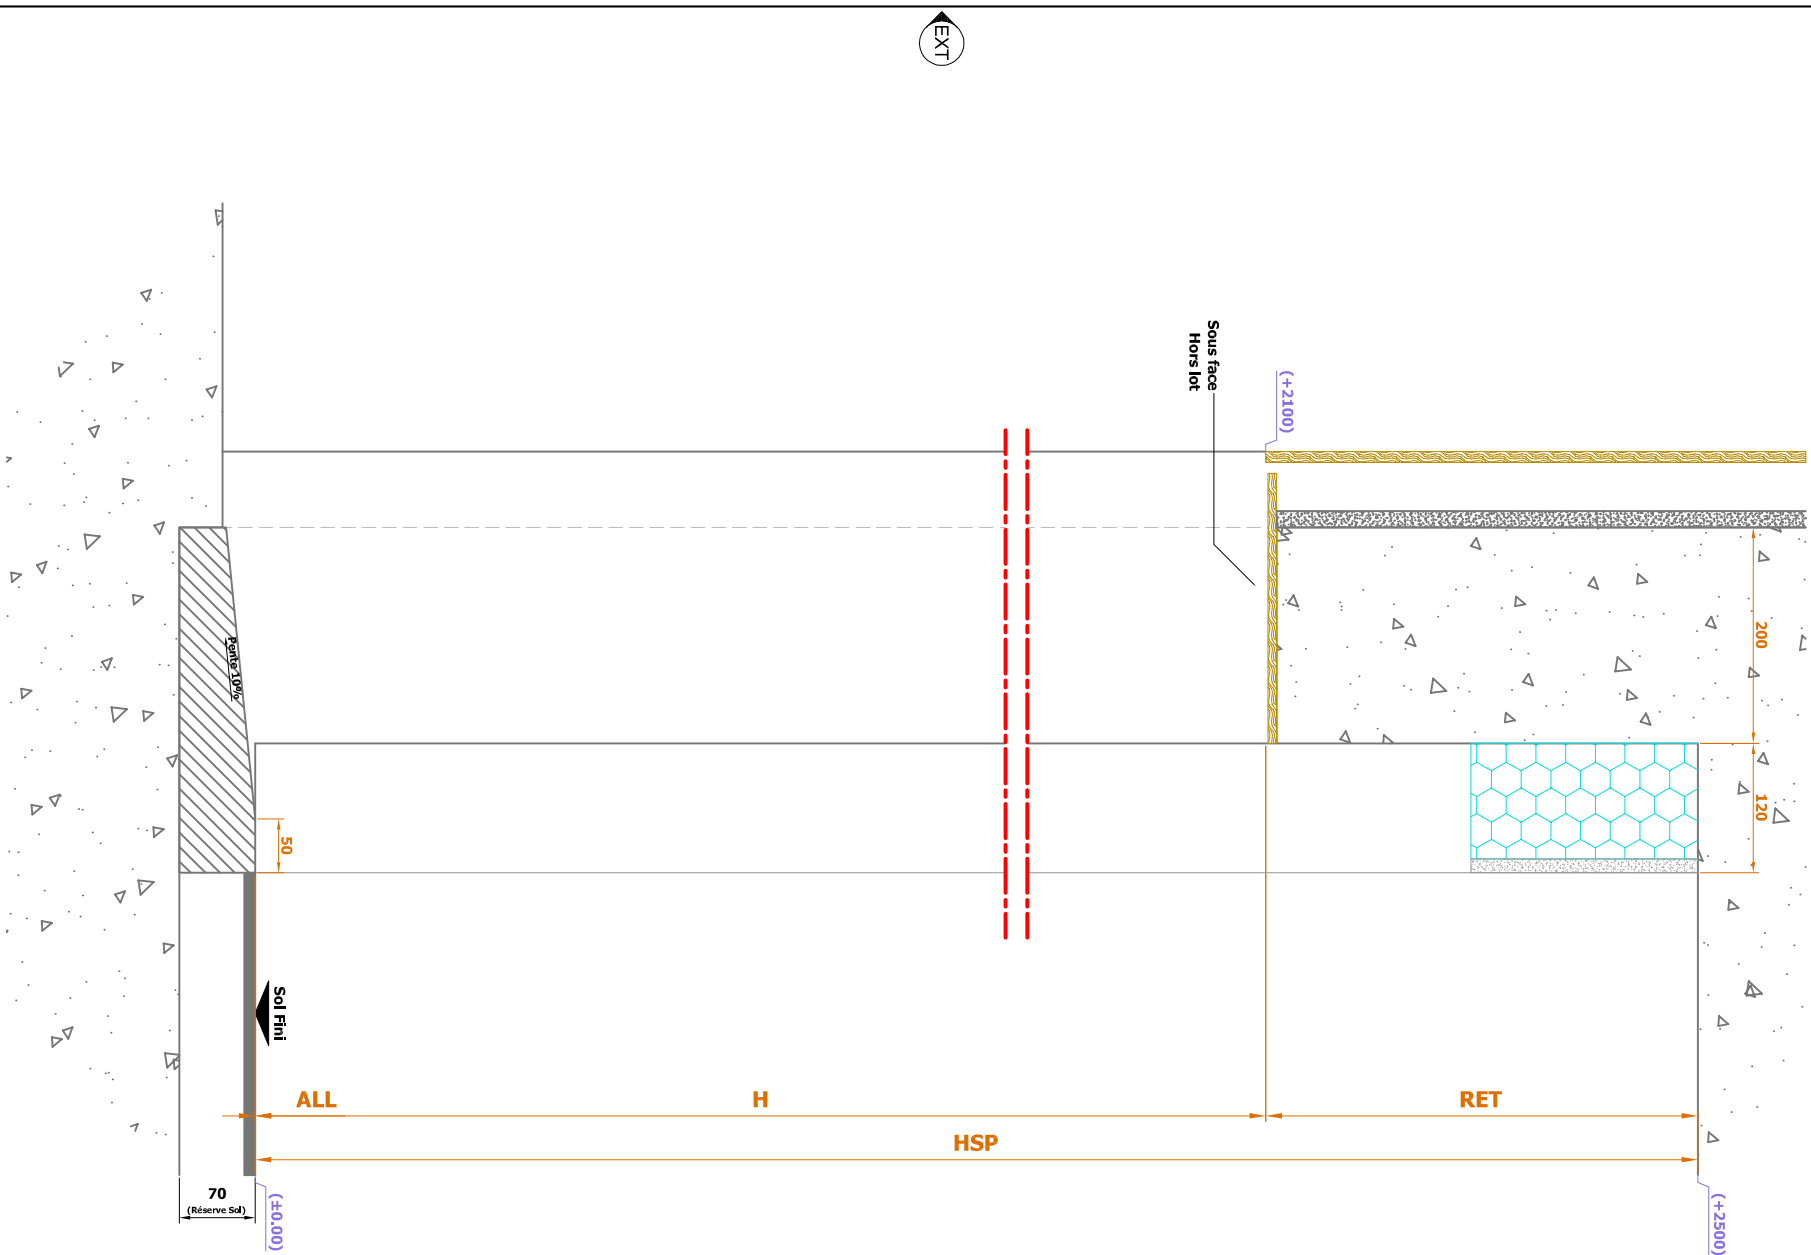 EXT
Sous face
Hors lot
(+2100)
200
120
Pente 10%
50
Sol Fini
ALL
H
RET
HSP
70
(Réserve Sol)
(±0.00)
(+2500)